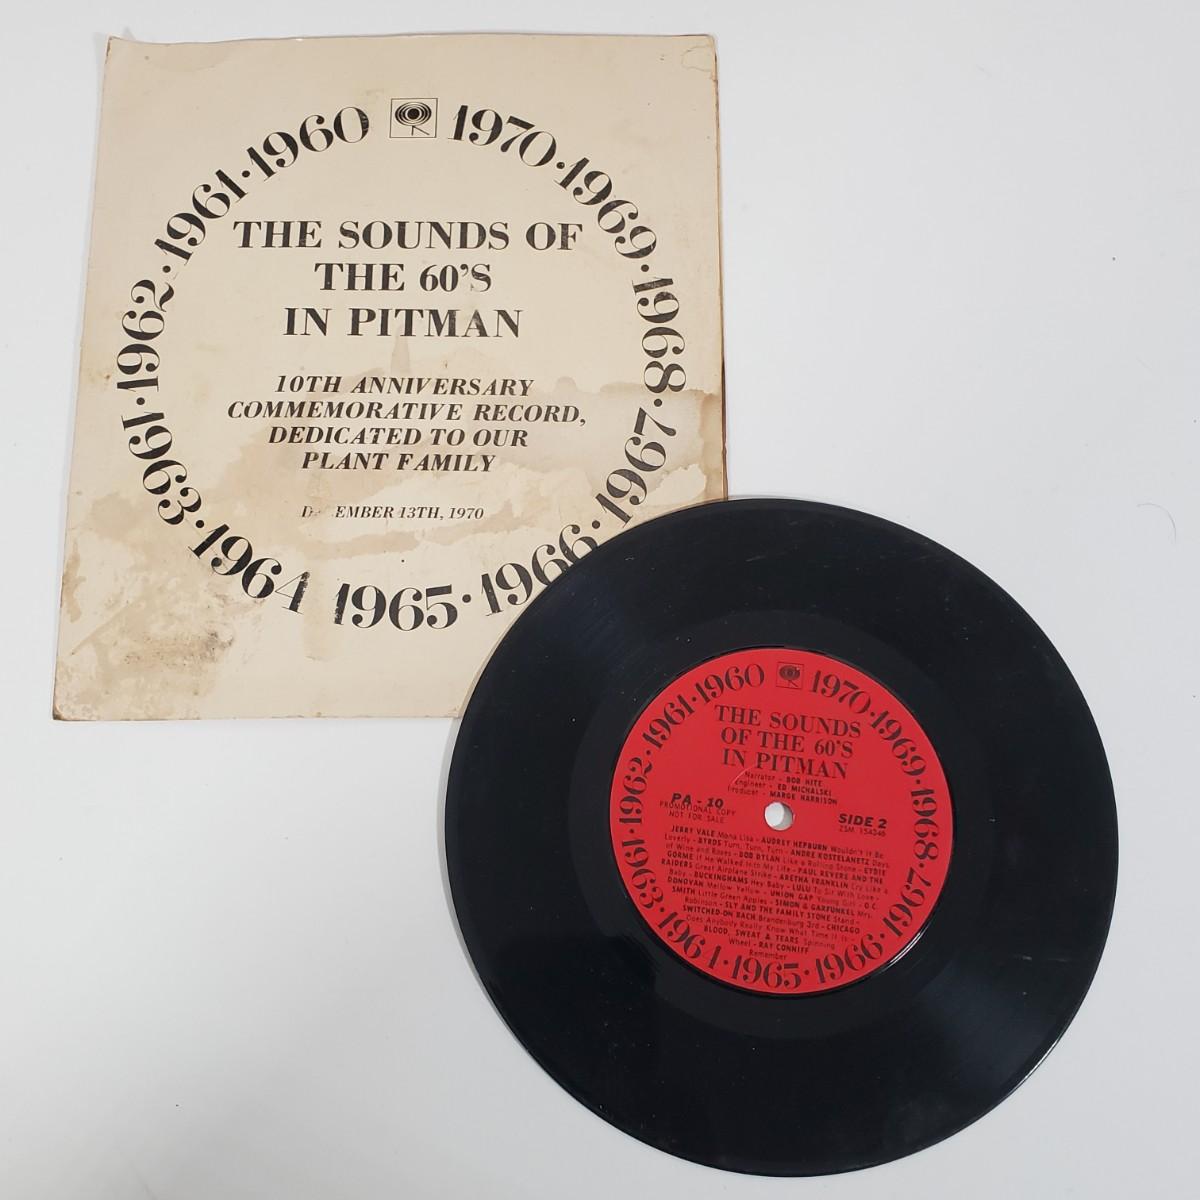 1970·1969·1968·1967·1966·1965 1964·1963·1962·1961·1960
THE SOUNDS OF
THE 60'S
IN PITMAN
10TH ANNIVERSARY
COMMEMORATIVE RECORD,
DEDICATED TO OUR
PLANT FAMILY
13TH, 1970
1970·1969·1968·1967·1966·1965·1964·1963·1962·1961·1960
THE SOUNDS
OF THE 60'S
IN PITMAN
Narrator - BOB HITE
Engineer - ED MICHALSKI
Producer - MARGE HARRISON
PA - 10
PROMOTIONAL COPY
NOT FOR SALE
SIDE 2
ZSM 154346
JERRY VALE Mona Lisa - AUDREY HEPBURN Wouldn't It Be
Loverly - BYRDS Turn, Turn, Turn - ANDRE KOSTELANETZ Days
of Wine and Roses - BOB DYLAN Like a Rolling Stone - EYDIE
GORME If He Walked Into My Life - PAUL REVERE AND THE
RAIDERS Great Airplane Strike - ARETHA FRANKLIN Cry Like a
Baby - BUCKINGHAMS Hey Baby - LULU To Sir With Love -
DONOVAN Mellow Yellow - UNION GAP Young Girl - O.C.
SMITH Little Green Apples - SIMON & GARFUNKEL Mrs.
Robinson - SLY AND THE FAMILY STONE Stand -
SWITCHED-ON BACH Brandenburg 3rd - CHICAGO
Does Anybody Really Know What Time It Is -
BLOOD, SWEAT & TEARS Spinning
Wheel - RAY CONNIFF
Remember